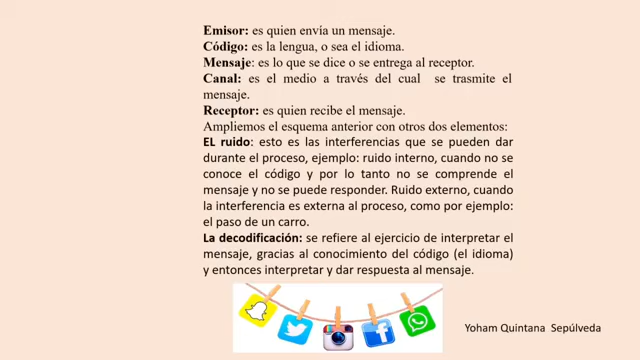 Emisor: es quien envía un mensaje.
Código: es la lengua, o sea el idioma.
Mensaje: es lo que se dice o se entrega al receptor.
Canal: es el medio a través del cual se trasmite el
mensaje.
Receptor: es quien recibe el mensaje.
Ampliemos el esquema anterior con otros dos elementos:
EL ruido: esto es las interferencias que se pueden dar
durante el proceso, ejemplo: ruido interno, cuando no se
conoce el código y por lo tanto no se comprende el
mensaje y no se puede responder. Ruido externo, cuando
la interferencia es externa al proceso, como por ejemplo:
el paso de un carro.
La decodificación: se refiere al ejercicio de interpretar el
mensaje, gracias al conocimiento del código (el idioma)
y entonces interpretar y dar respuesta al mensaje.
Yoham Quintana Sepúlveda